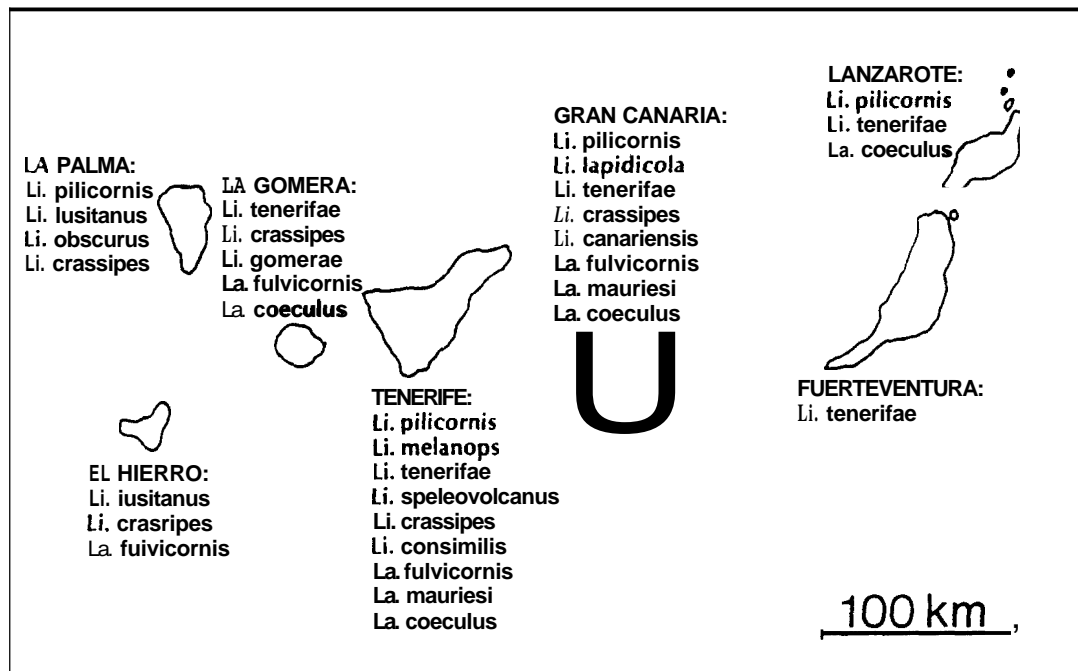 LA PALMA:
Li. pilicornis
Li. lusitanus
Li. obscurus
Li. crassipes
LA GOMERA:
Li. tenerifae
Li. crassipes
Li. gomerae
La. fulvicornis
La coeculus
EL HIERRO:
Li. iusitanus
Li. crasripes
La fuivicornis
TENERIFE:
Li. pilicornis
Li. melanops
Li. tenerifae
Li. speleovolcanus
Li. crassipes
Li. consimilis
La. fulvicornis
La. mauriesi
La. coeculus
GRAN CANARIA:
Li. pilicornis
Li. lapidicola
Li. tenerifae
Li. crassipes
Li. canariensis
La. fulvicornis
La. mauriesi
La. coeculus
U
LANZAROTE:
Li. pilicornis
Li. tenerifae
La. coeculus
FUERTEVENTURA:
Li. tenerifae
100 km,